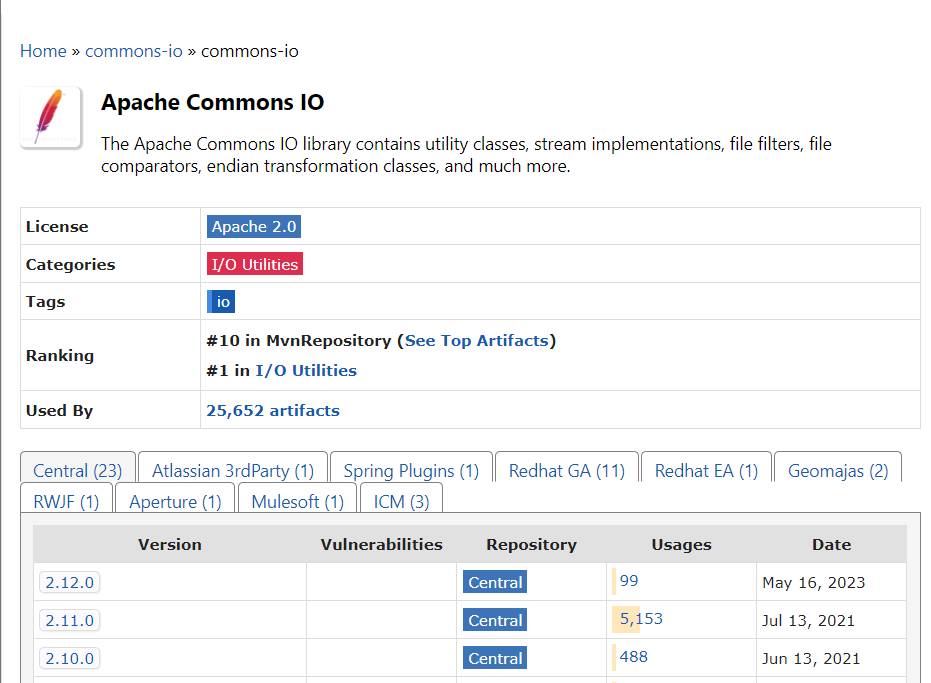 Home » commons-io » commons-io
Apache Commons IO
The Apache Commons IO library contains utility classes, stream implementations, file filters, file
comparators, endian transformation classes, and much more.
License Apache 2.0
Categories I/O Utilities
Tags io
Ranking #10 in MvnRepository (See Top Artifacts)
#1 in I/O Utilities
Used By 25,652 artifacts
Central (23) Atlassian 3rdParty (1) Spring Plugins (1) Redhat GA (11) Redhat EA (1) Geomajas (2)
RWJF (1) Aperture (1) Mulesoft (1) ICM (3)
Version Vulnerabilities Repository Usages Date
2.12.0 Central 99 May 16, 2023
2.11.0 Central 5,153 Jul 13, 2021
2.10.0 Central 488 Jun 13, 2021